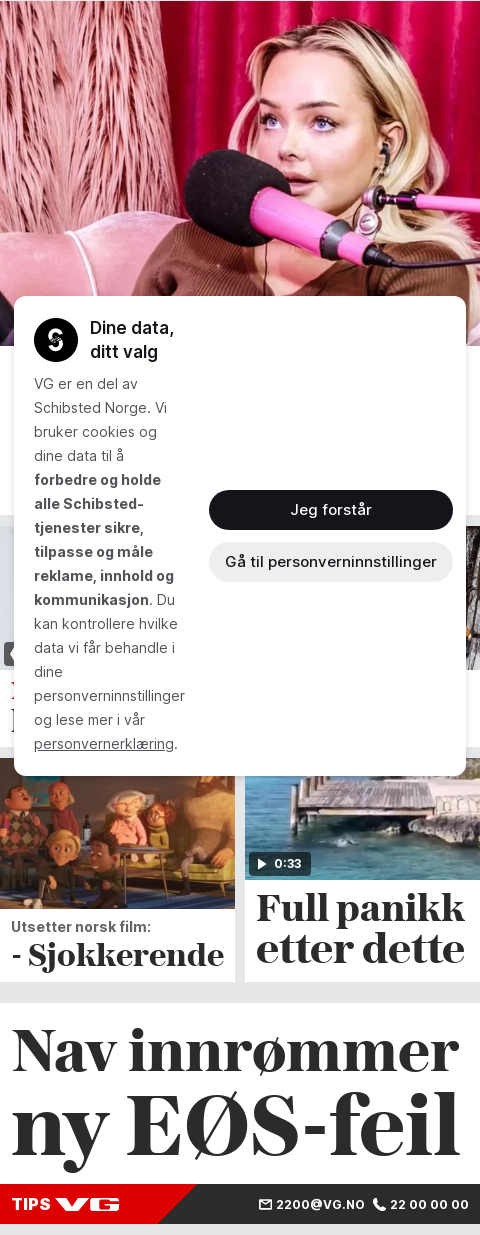 Dine data,
ditt valg
VG er en del av
Schibsted Norge. Vi
bruker cookies og
dine data til å
forbedre og holde
alle Schibsted-
tjenester sikre,
tilpasse og måle
reklame, innhold og
kommunikasjon. Du
kan kontrollere hvilke
data vi får behandle i
dine
personverninnstillinger
og lese mer i vår
personvernerklæring.
Jeg forstår
Gå til personverninnstillinger
Utsetter norsk film:
- Sjokkerende
0:33
Full panikk
etter dette
Nav innrømmer
ny EØS-feil
TIPS VG
2200@VG.NO
22 00 00 00